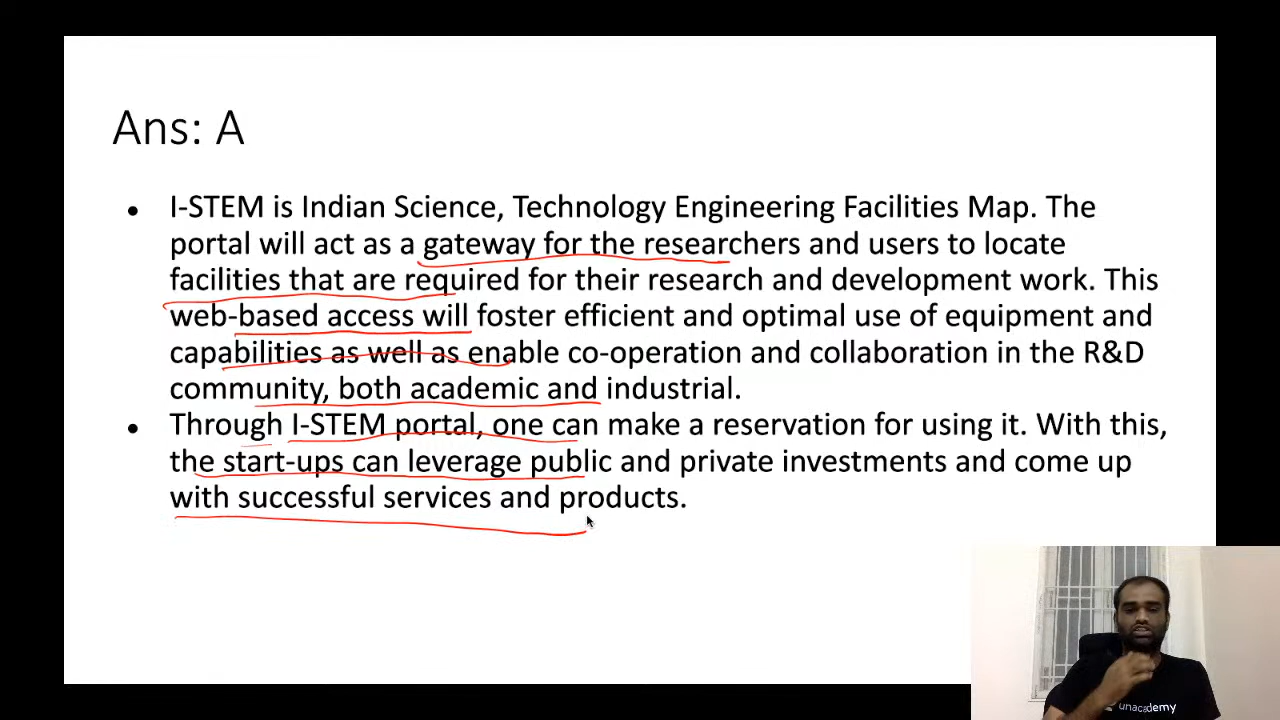 Ans: A
I-STEM is Indian Science, Technology Engineering Facilities Map. The
portal will act as a gateway for the researchers and users to locate
facilities that are required for their research and development work. This
web-based access will foster efficient and optimal use of equipment and
capabilities as well as enable co-operation and collaboration in the R&D
community, both academic and industrial.
Through I-STEM portal, one can make a reservation for using it. With this,
the start-ups can leverage public and private investments and come up
with successful services and products.
unacademy